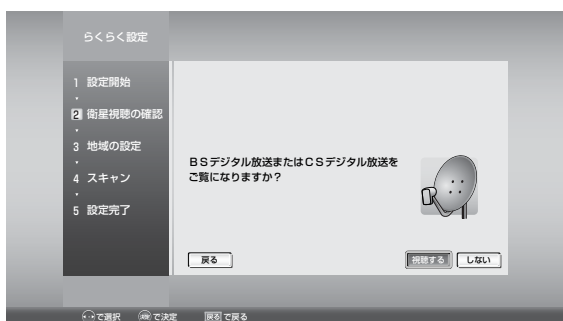 らくらく設定
1 設定開始
2 衛星視聴の確認
3 地域の設定
4 スキャン
5 設定完了
BSデジタル放送またはCSデジタル放送を
ご覧になりますか？
戻る 視聴する しない
で選択 決定 で決定 戻る で戻る